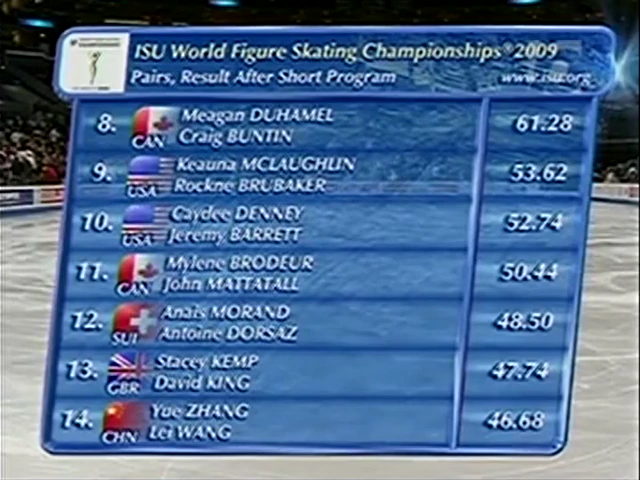 ISU World Figure Skating Championships® 2009
Pairs, Result After Short Program www.isu.org
8. CAN Meagan DUHAMEL Craig BUNTIN 61.28
9. USA Keauna MCLAUGHLIN Rockne BRUBAKER 53.62
10. USA Caydee DENNEY Jeremy BARRETT 52.74
11. CAN Mylene BRODEUR John MATTATALL 50.44
12. SUI Anais MORAND Antoine DORSAZ 48.50
13. GBR Stacey KEMP David KING 47.74
14. CHN Yue ZHANG Lei WANG 46.68